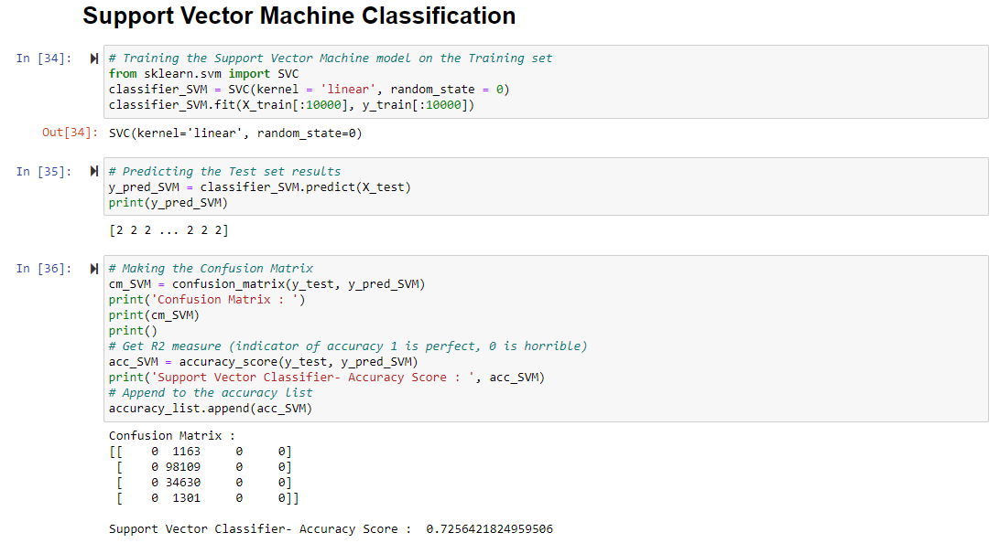 Support Vector Machine Classification
In [34]:
# Training the Support Vector Machine model on the Training set
from sklearn.svm import SVC
classifier_SVM = SVC(kernel = 'linear', random_state = 0)
classifier_SVM.fit(X_train[:10000], y_train[:10000])
Out[34]: SVC(kernel='linear', random_state=0)
In [35]:
# Predicting the Test set results
y_pred_SVM = classifier_SVM.predict(X_test)
print(y_pred_SVM)
[2 2 2 ... 2 2 2]
In [36]:
# Making the Confusion Matrix
cm_SVM = confusion_matrix(y_test, y_pred_SVM)
print('Confusion Matrix : ')
print(cm_SVM)
print()
# Get R2 measure (indicator of accuracy 1 is perfect, 0 is horrible)
acc_SVM = accuracy_score(y_test, y_pred_SVM)
print('Support Vector Classifier- Accuracy Score : ', acc_SVM)
# Append to the accuracy list
accuracy_list.append(acc_SVM)
Confusion Matrix :
[[    0  1163     0     0]
 [    0 98109     0     0]
 [    0 34630     0     0]
 [    0  1301     0     0]]
Support Vector Classifier- Accuracy Score :  0.7256421824959506